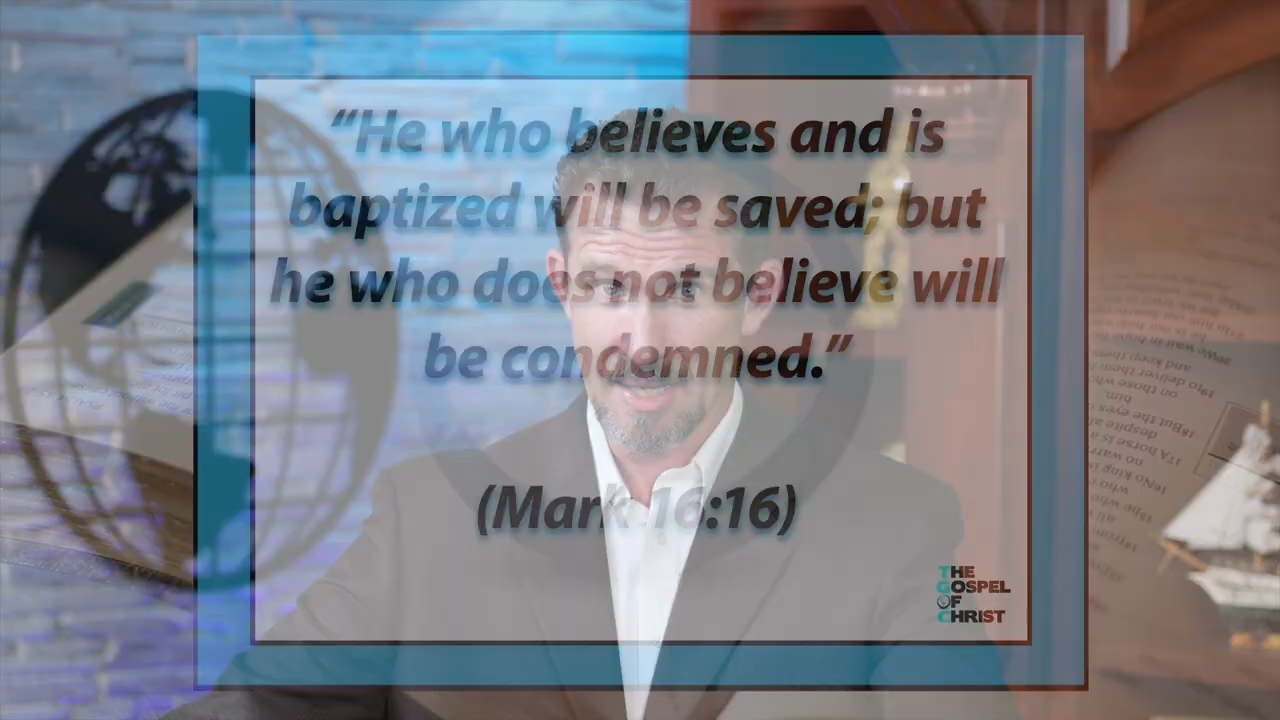 “He who believes and is
baptized will be saved; but
he who does not believe will
be condemned.”
(Mark 16:16)
THE
GOSPEL
OF
CHRIST